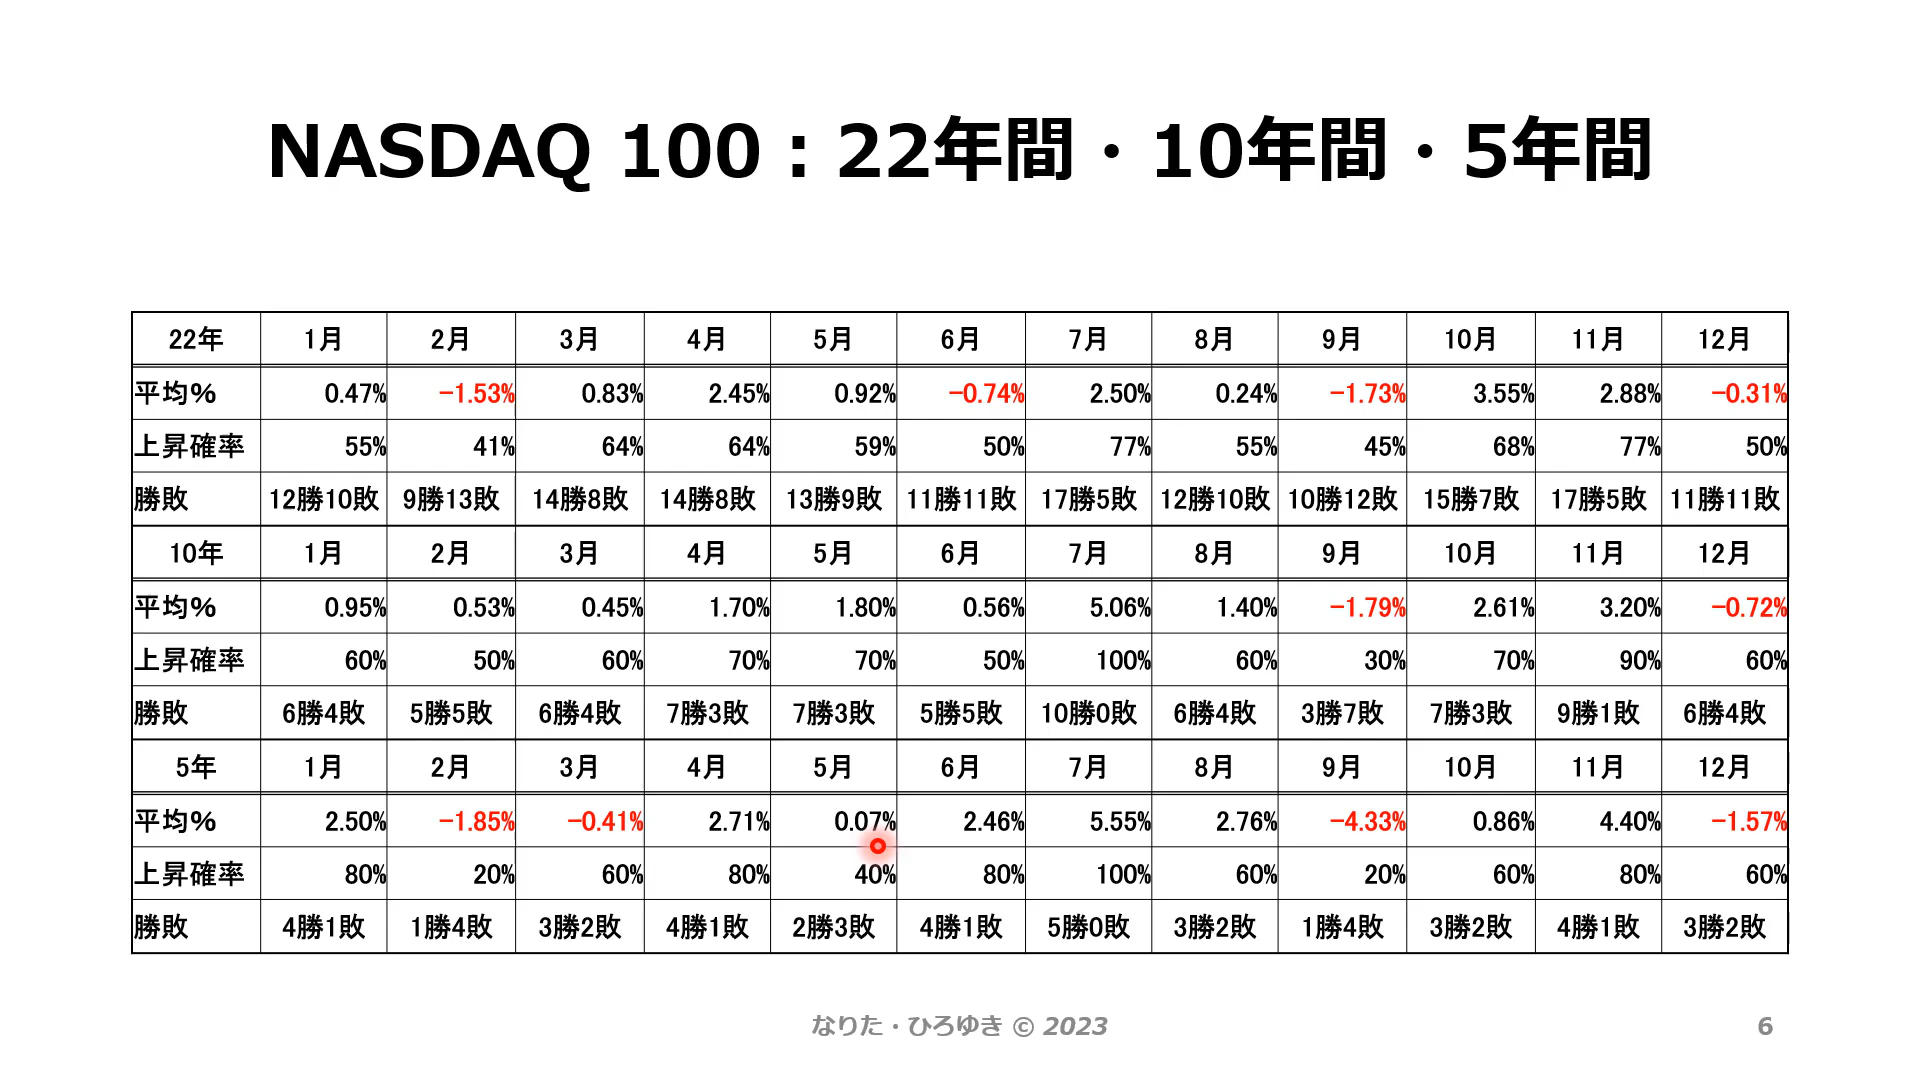 NASDAQ 100：22年間・10年間・5年間
22年 1月 2月 3月 4月 5月 6月 7月 8月 9月 10月 11月 12月
平均% 0.47% −1.53% 0.83% 2.45% 0.92% −0.74% 2.50% 0.24% −1.73% 3.55% 2.88% −0.31%
上昇確率 55% 41% 64% 64% 59% 50% 77% 55% 45% 68% 77% 50%
勝敗 12勝10敗 9勝13敗 14勝8敗 14勝8敗 13勝9敗 11勝11敗 17勝5敗 12勝10敗 10勝12敗 15勝7敗 17勝5敗 11勝11敗
10年 1月 2月 3月 4月 5月 6月 7月 8月 9月 10月 11月 12月
平均% 0.95% 0.53% 0.45% 1.70% 1.80% 0.56% 5.06% 1.40% −1.79% 2.61% 3.20% −0.72%
上昇確率 60% 50% 60% 70% 70% 50% 100% 60% 30% 70% 90% 60%
勝敗 6勝4敗 5勝5敗 6勝4敗 7勝3敗 7勝3敗 5勝5敗 10勝0敗 6勝4敗 3勝7敗 7勝3敗 9勝1敗 6勝4敗
5年 1月 2月 3月 4月 5月 6月 7月 8月 9月 10月 11月 12月
平均% 2.50% −1.85% −0.41% 2.71% 0.07% 2.46% 5.55% 2.76% −4.33% 0.86% 4.40% −1.57%
上昇確率 80% 20% 60% 80% 40% 80% 100% 60% 20% 60% 80% 60%
勝敗 4勝1敗 1勝4敗 3勝2敗 4勝1敗 2勝3敗 4勝1敗 5勝0敗 3勝2敗 1勝4敗 3勝2敗 4勝1敗 3勝2敗
なりた・ひろゆき © 2023
6